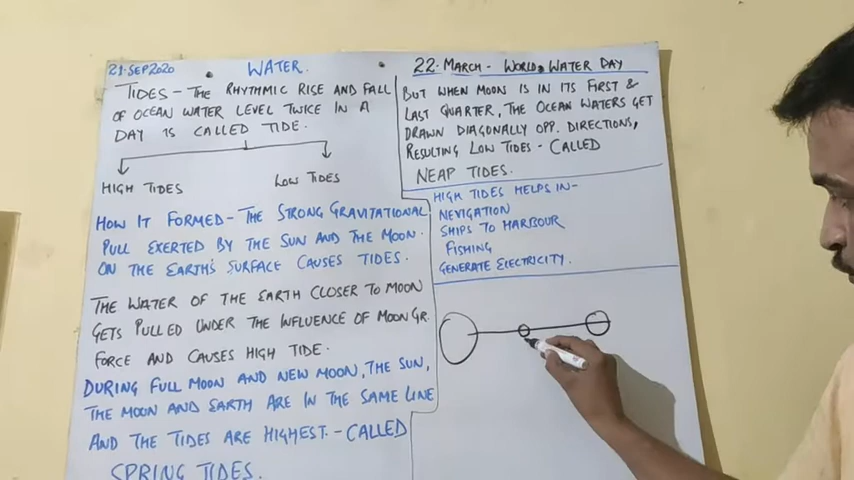 21-SEP2020
WATER.
TIDES - THE RHYTHMIC RISE AND FALL
OF OCEAN WATER LEVEL TWICE IN A
DAY IS CALLED TIDE.
HIGH TIDES
LOW TIDES
HOW IT FORMED - THE STRONG GRAVITATIONAL
PULL EXERTED BY THE SUN AND THE MOON.
ON THE EARTH'S SURFACE CAUSES TIDES.
THE WATER OF THE EARTH CLOSER TO MOON
GETS PULLED UNDER THE INFLUENCE OF MOON GR.
FORCE AND CAUSES HIGH TIDE.
DURING FULL MOON AND NEW MOON, THE SUN,
THE MOON AND EARTH ARE IN THE SAME LINE
AND THE TIDES ARE HIGHEST. - CALLED
SPRING TIDES.
22 MARCH - WORLD WATER DAY
BUT WHEN MOON IS IN ITS FIRST &
LAST QUARTER, THE OCEAN WATERS GET
DRAWN DIAGONALLY OPP. DIRECTIONS,
RESULTING LOW TIDES - CALLED
NEAP TIDES.
HIGH TIDES HELPS IN -
NEVIGATION
SHIPS TO HARBOUR
FISHING
GENERATE ELECTRICITY.